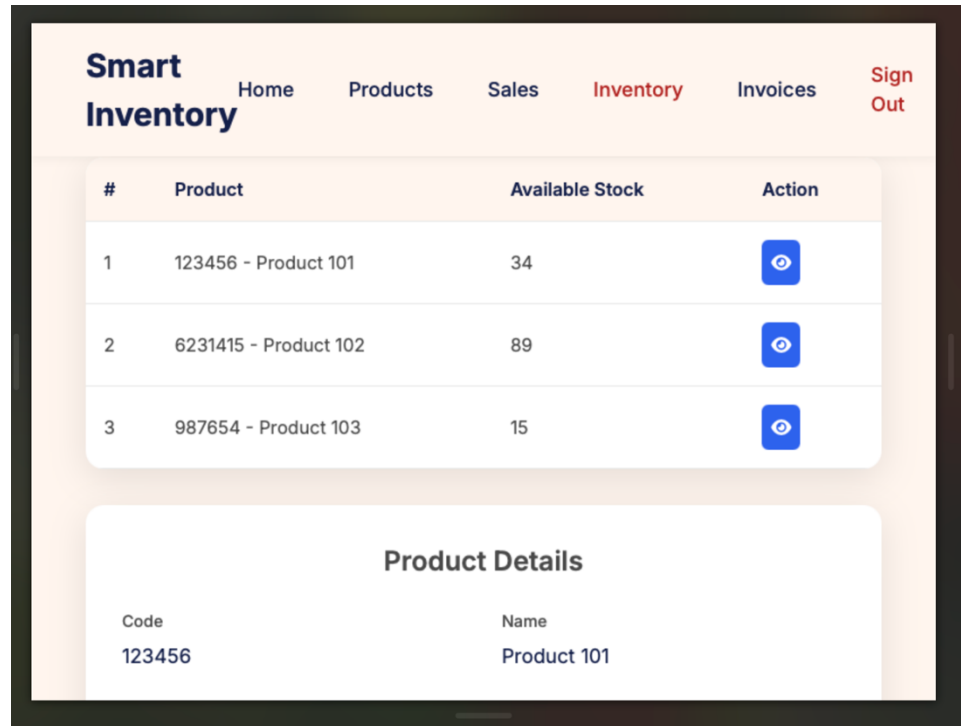 Smart
Inventory
Home Products Sales Inventory Invoices Sign
Out
# Product Available Stock Action
1 123456 - Product 101 34
2 6231415 - Product 102 89
3 987654 - Product 103 15
Product Details
Code Name
123456 Product 101